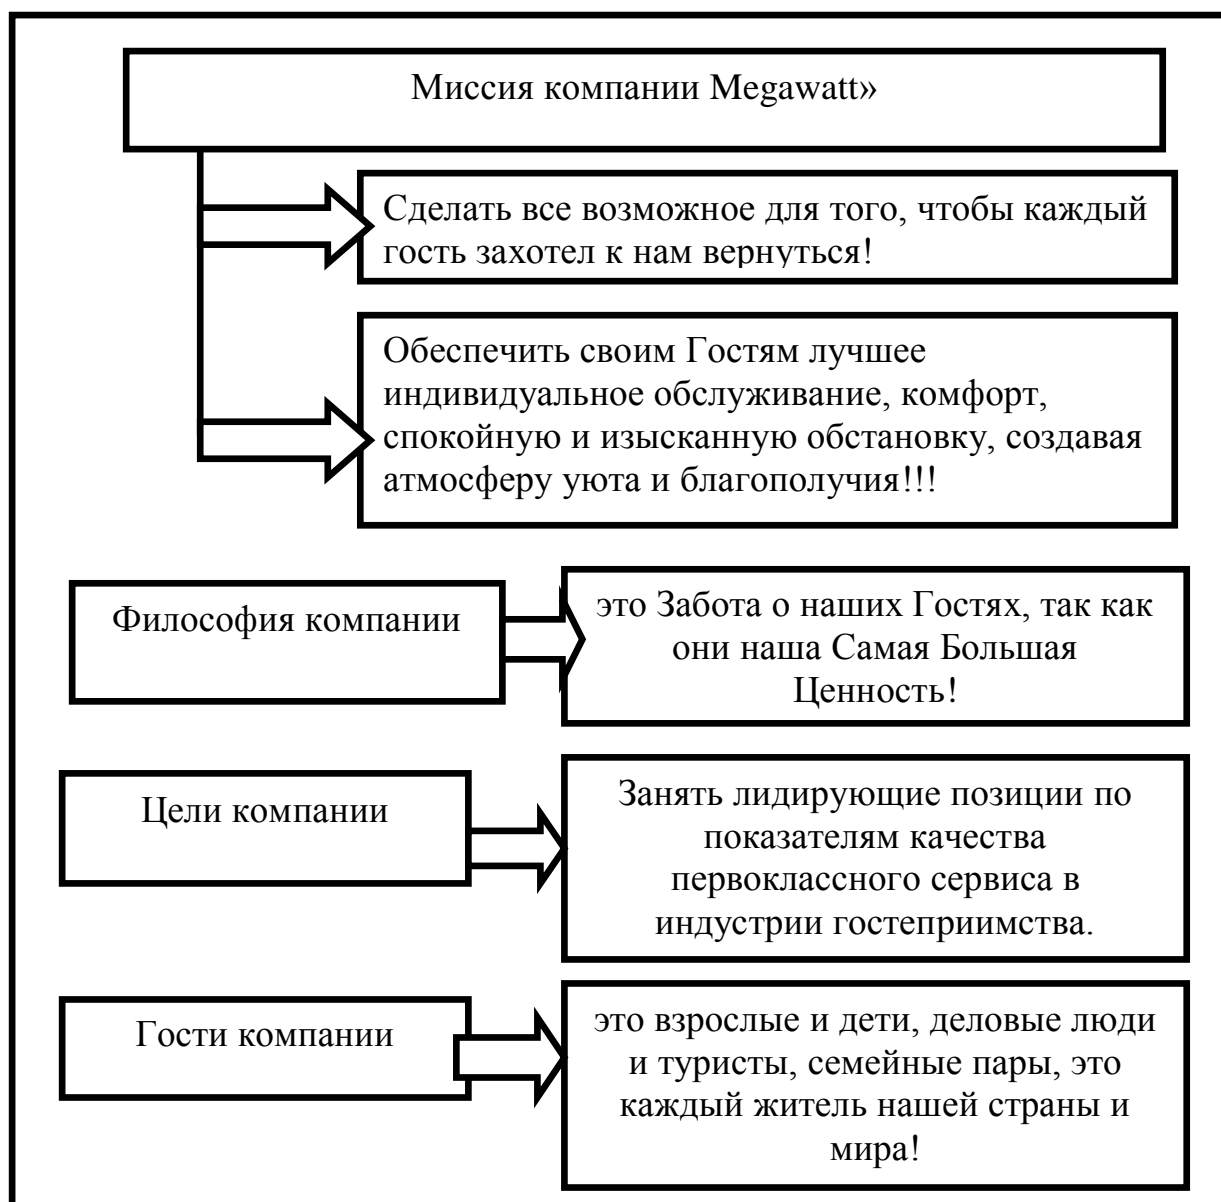 Миссия компании Megawatt»
Сделать все возможное для того, чтобы каждый
гость захотел к нам вернуться!
Обеспечить своим Гостям лучшее
индивидуальное обслуживание, комфорт,
спокойную и изысканную обстановку, создавая
атмосферу уюта и благополучия!!!
Философия компании
это Забота о наших Гостях, так как
они наша Самая Большая
Ценность!
Цели компании
Занять лидирующие позиции по
показателям качества
первоклассного сервиса в
индустрии гостеприимства.
Гости компании
это взрослые и дети, деловые люди
и туристы, семейные пары, это
каждый житель нашей страны и
мира!